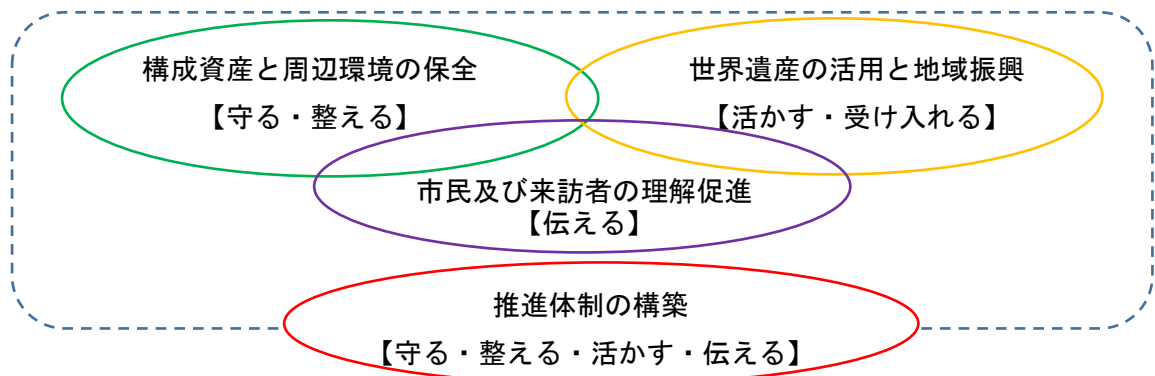 構成資産と周辺環境の保全
【守る・整える】
世界遺産の活用と地域振興
【活かす・受け入れる】
市民及び来訪者の理解促進
【伝える】
推進体制の構築
【守る・整える・活かす・伝える】